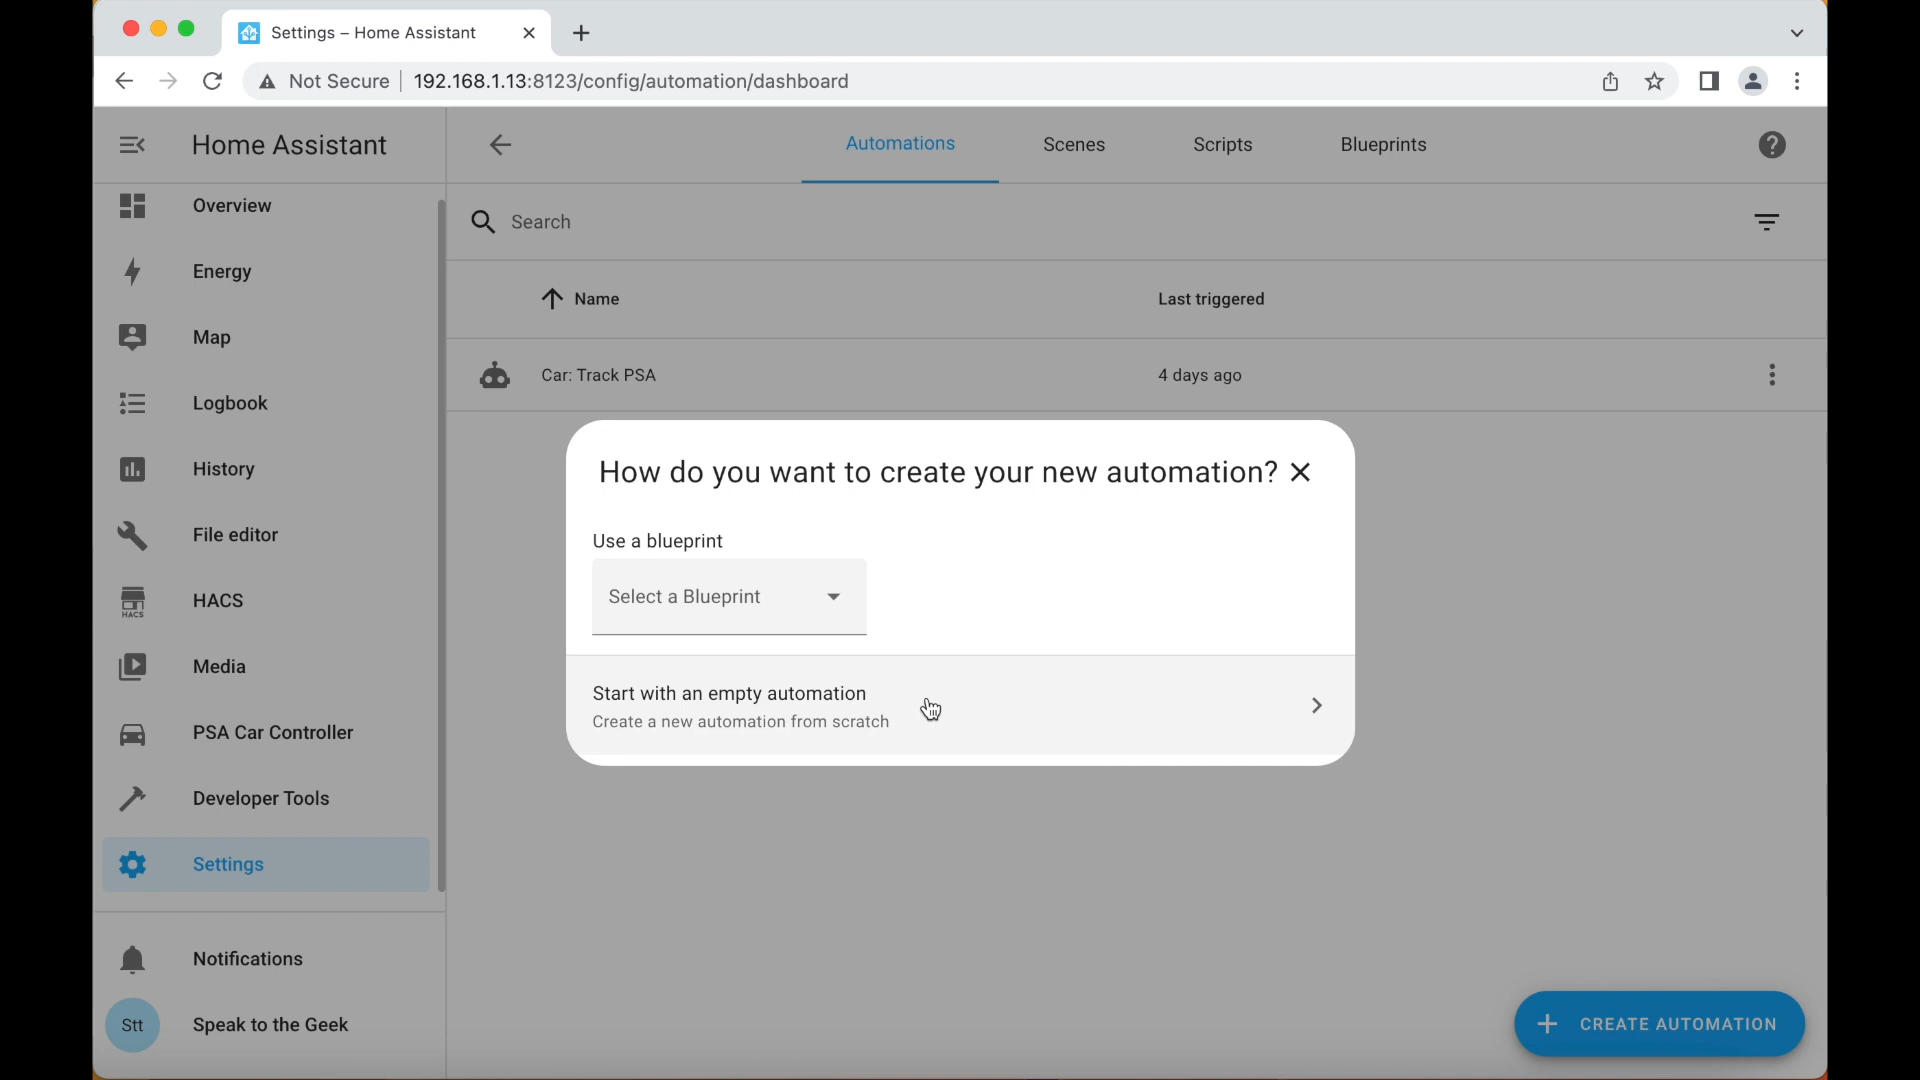 Settings – Home Assistant
Not Secure 192.168.1.13:8123/config/automation/dashboard
Home Assistant
Automations
Scenes
Scripts
Blueprints
Overview
Energy
Map
Logbook
History
File editor
HACS
HACS
Media
PSA Car Controller
Developer Tools
Settings
Notifications
Stt
Speak to the Geek
Search
Name
Last triggered
Car: Track PSA
4 days ago
How do you want to create your new automation?
Use a blueprint
Select a Blueprint
Start with an empty automation
Create a new automation from scratch
CREATE AUTOMATION